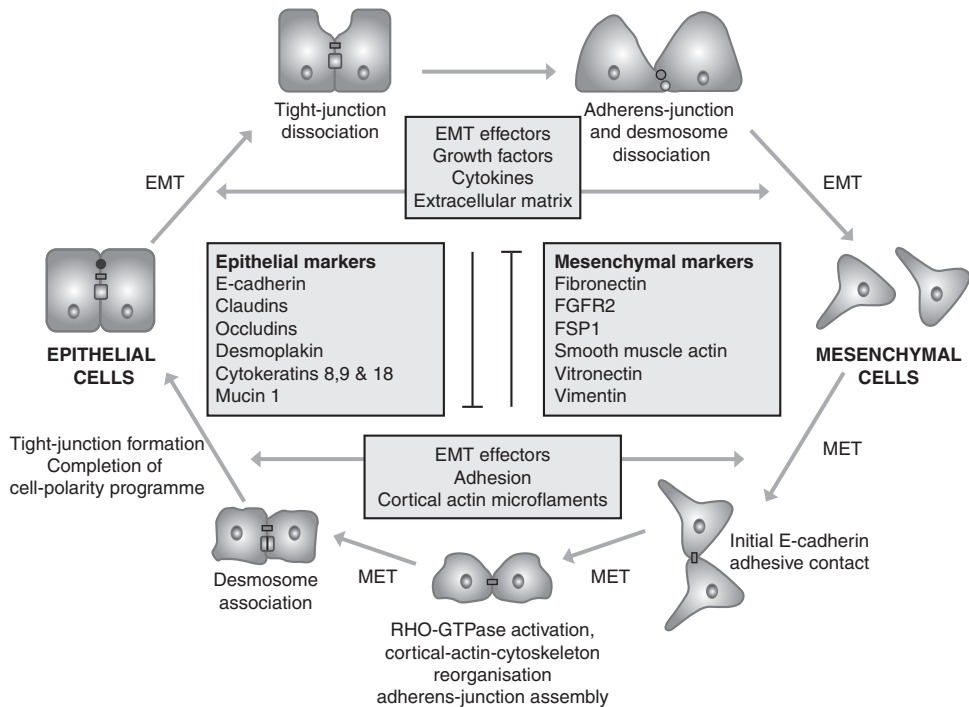 Tight-junction
dissociation
Adherens-junction
and desmosome
dissociation
EMT effectors
Growth factors
Cytokines
Extracellular matrix
EMT
EMT
Epithelial markers
E-cadherin
Claudins
Occludins
Desmoplakin
Cytokeratins 8,9 & 18
Mucin 1
Mesenchymal markers
Fibronectin
FGFR2
FSP1
Smooth muscle actin
Vitronectin
Vimentin
EPITHELIAL
CELLS
MESENCHYMAL
CELLS
Tight-junction formation
Completion of
cell-polarity programme
EMT effectors
Adhesion
Cortical actin microflaments
MET
Initial E-cadherin
adhesive contact
MET
MET
Desmosome
association
RHO-GTPase activation,
cortical-actin-cytoskeleton
reorganisation
adherens-junction assembly